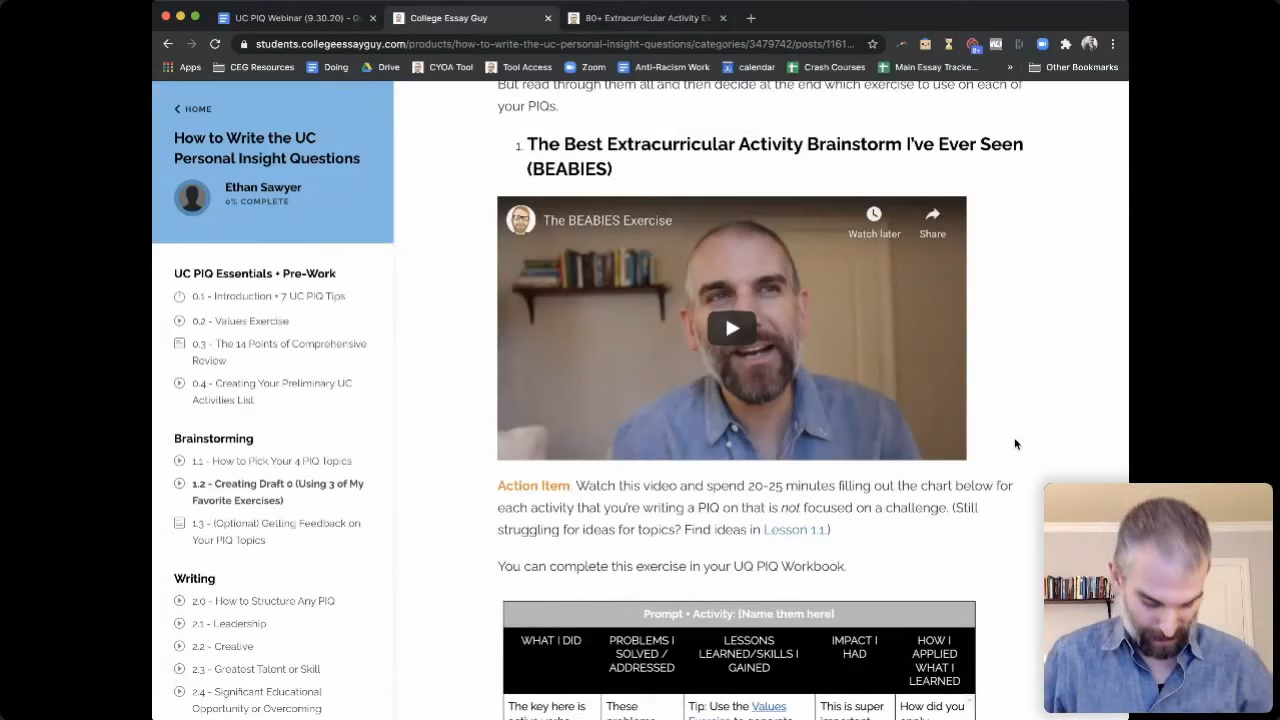 UC PIQ Webinar (9.30.20) - G
College Essay Guy
80+ Extracurricular Activity Ex
students.collegeessayguy.com/products/how-to-write-the-uc-personal-insight-questions/categories/3479742/posts/1161...
Apps
CEG Resources
Doing
Drive
CYOA Tool
Tool Access
Zoom
Anti-Racism Work
calendar
Crash Courses
Main Essay Tracke...
»
Other Bookmarks
HOME
How to Write the UC
Personal Insight Questions
Ethan Sawyer
0% COMPLETE
UC PIQ Essentials + Pre-Work
0.1 - Introduction + 7 UC PIQ Tips
0.2 - Values Exercise
0.3 - The 14 Points of Comprehensive
Review
0.4 - Creating Your Preliminary UC
Activities List
Brainstorming
1.1 - How to Pick Your 4 PIQ Topics
1.2 - Creating Draft 0 (Using 3 of My
Favorite Exercises)
1.3 - (Optional) Getting Feedback on
Your PIQ Topics
Writing
2.0 - How to Structure Any PIQ
2.1 - Leadership
2.2 - Creative
2.3 - Greatest Talent or Skill
2.4 - Significant Educational
Opportunity or Overcoming
But read through them all and then decide at the end which exercise to use on each of
your PIQs.
1. The Best Extracurricular Activity Brainstorm I've Ever Seen
(BEABIES)
The BEABIES Exercise
Watch later
Share
Action Item: Watch this video and spend 20-25 minutes filling out the chart below for
each activity that you're writing a PIQ on that is not focused on a challenge. (Still
struggling for ideas for topics? Find ideas in Lesson 1.1.)
You can complete this exercise in your UQ PIQ Workbook.
Prompt + Activity: [Name them here]
WHAT I DID
PROBLEMS I
SOLVED /
ADDRESSED
LESSONS
LEARNED/SKILLS I
GAINED
IMPACT I
HAD
HOW I
APPLIED
WHAT I
LEARNED
The key here is
These
Tip: Use the Values
This is super
How did you